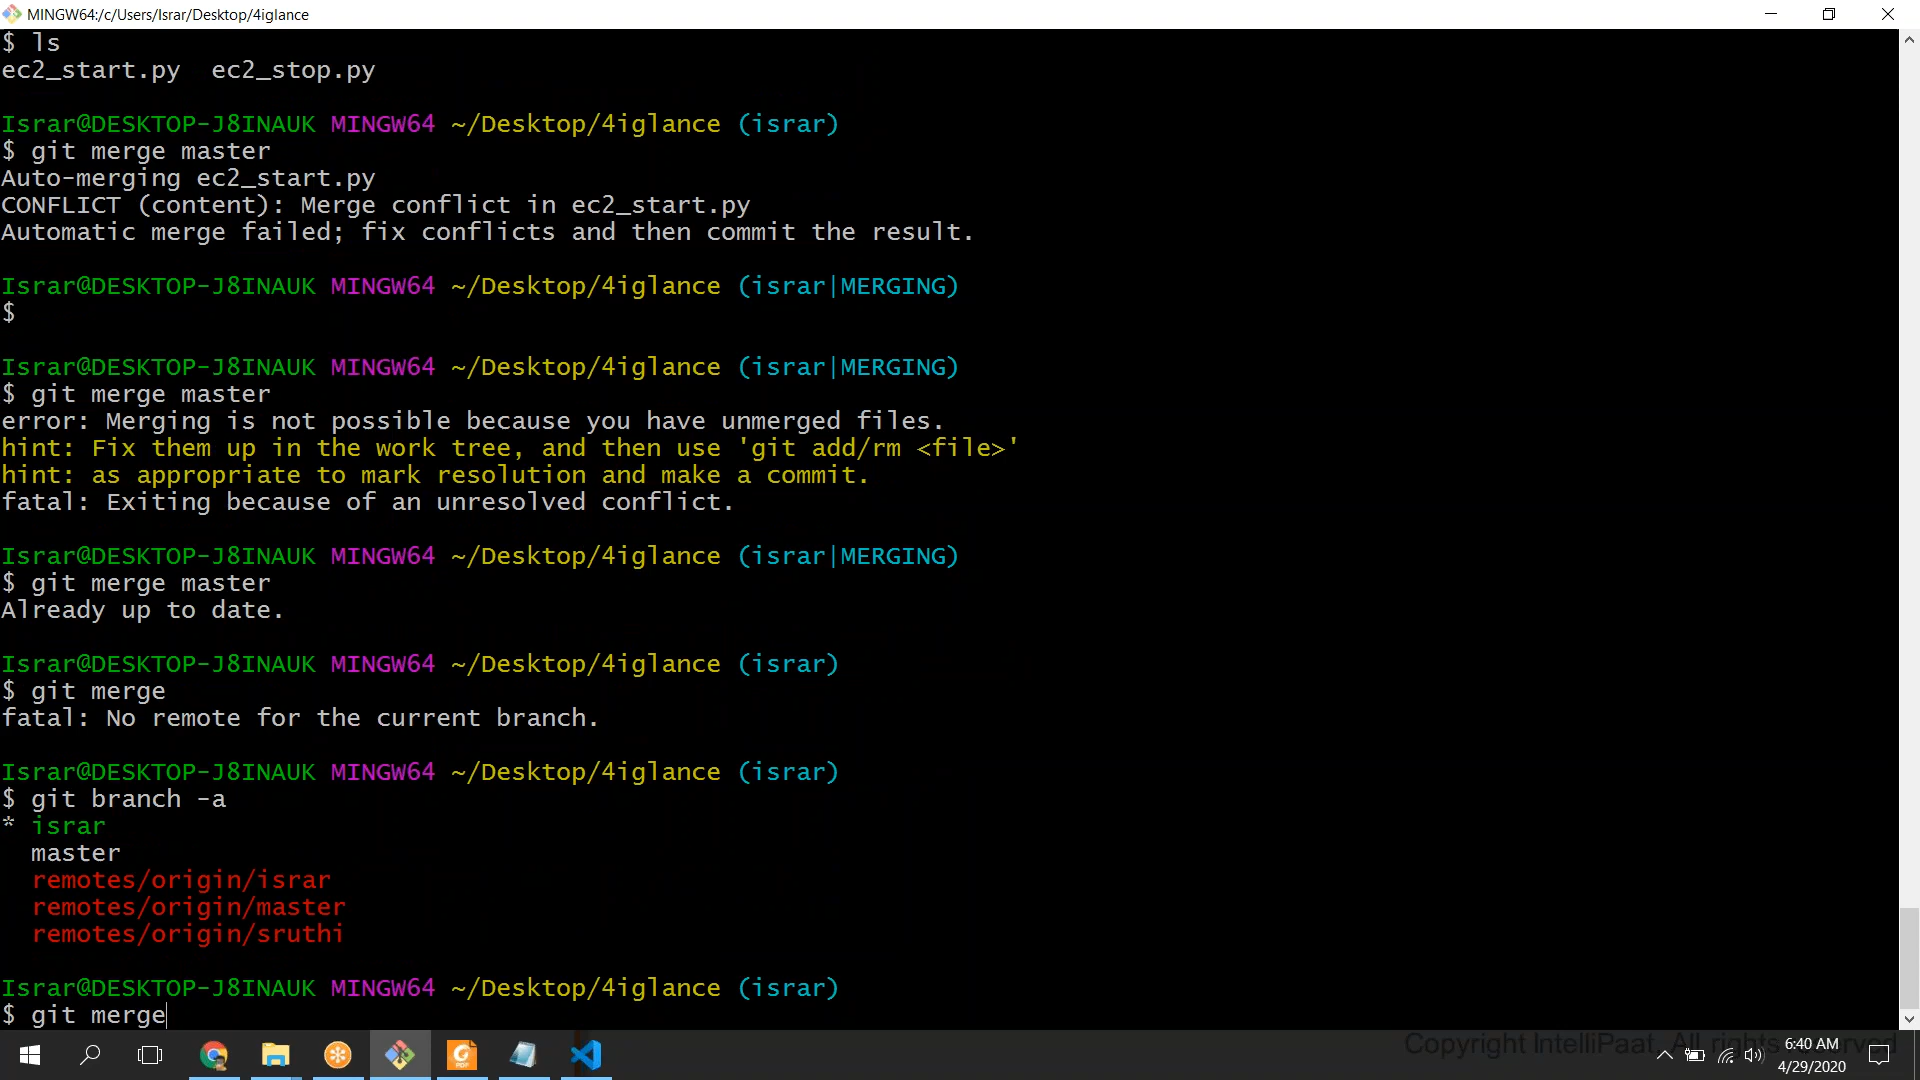 MINGW64:/c/Users/Israr/Desktop/4iglance
$ ls
ec2_start.py  ec2_stop.py
Israr@DESKTOP-J8INAUK MINGW64 ~/Desktop/4iglance (israr)
$ git merge master
Auto-merging ec2_start.py
CONFLICT (content): Merge conflict in ec2_start.py
Automatic merge failed; fix conflicts and then commit the result.
Israr@DESKTOP-J8INAUK MINGW64 ~/Desktop/4iglance (israr|MERGING)
$
Israr@DESKTOP-J8INAUK MINGW64 ~/Desktop/4iglance (israr|MERGING)
$ git merge master
error: Merging is not possible because you have unmerged files.
hint: Fix them up in the work tree, and then use 'git add/rm <file>'
hint: as appropriate to mark resolution and make a commit.
fatal: Exiting because of an unresolved conflict.
Israr@DESKTOP-J8INAUK MINGW64 ~/Desktop/4iglance (israr|MERGING)
$ git merge master
Already up to date.
Israr@DESKTOP-J8INAUK MINGW64 ~/Desktop/4iglance (israr)
$ git merge
fatal: No remote for the current branch.
Israr@DESKTOP-J8INAUK MINGW64 ~/Desktop/4iglance (israr)
$ git branch -a
* israr
  master
  remotes/origin/israr
  remotes/origin/master
  remotes/origin/sruthi
Israr@DESKTOP-J8INAUK MINGW64 ~/Desktop/4iglance (israr)
$ git merge
Copyright IntelliPaat. All rights reserved
6:40 AM
4/29/2020